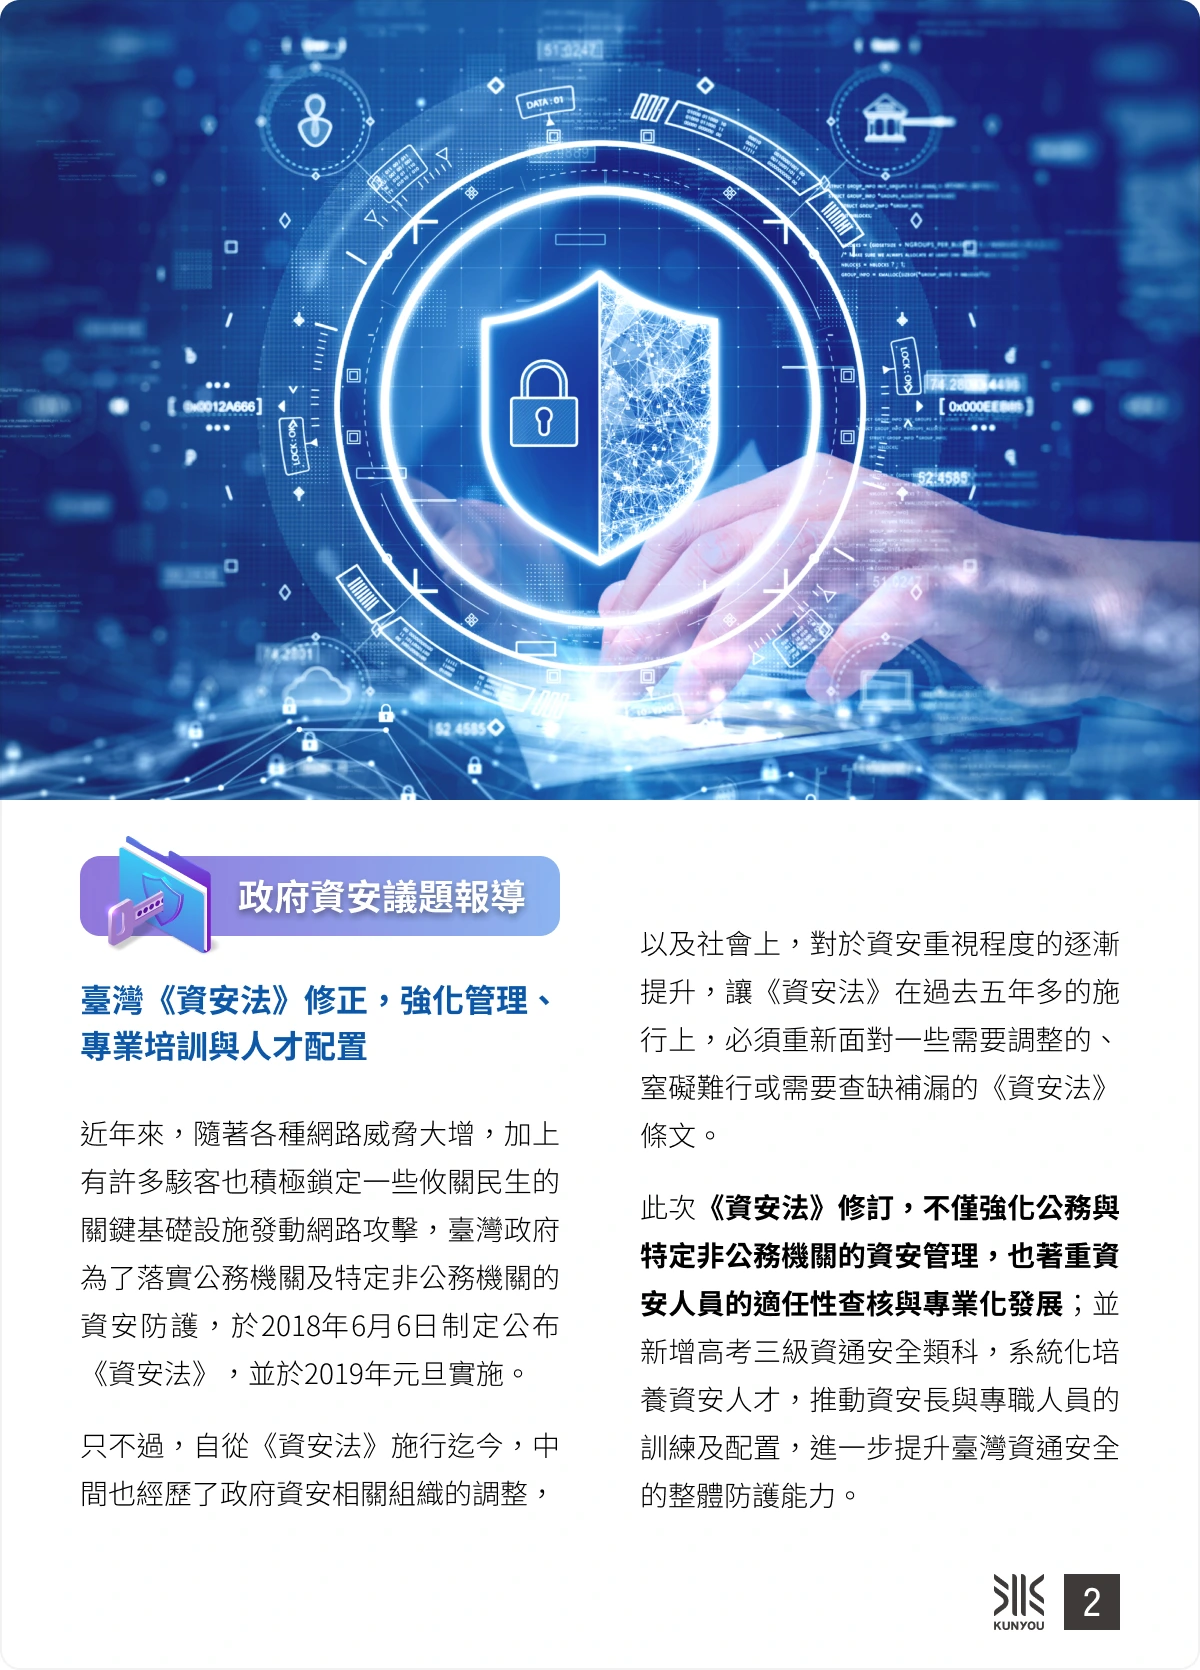 51.0247
DATA : 01
74.2831
LOCK : ON
LOCK : ON
[ 0x0012A666 ]
[ 0x000EEB86 ]
52.4585
51.0247
52.4585
政府資安議題報導
臺灣《資安法》修正，強化管理、
專業培訓與人才配置
近年來，隨著各種網路威脅大增，加上
有許多駭客也積極鎖定一些攸關民生的
關鍵基礎設施發動網路攻擊，臺灣政府
為了落實公務機關及特定非公務機關的
資安防護，於2018年6月6日制定公布
《資安法》，並於2019年元旦實施。
只不過，自從《資安法》施行迄今，中
間也經歷了政府資安相關組織的調整，
以及社會上，對於資安重視程度的逐漸
提升，讓《資安法》在過去五年多的施
行上，必須重新面對一些需要調整的、
窒礙難行或需要查缺補漏的《資安法》
條文。
此次《資安法》修訂，不僅強化公務與
特定非公務機關的資安管理，也著重資
安人員的適任性查核與專業化發展；並
新增高考三級資通安全類科，系統化培
養資安人才，推動資安長與專職人員的
訓練及配置，進一步提升臺灣資通安全
的整體防護能力。
KUNYOU
2